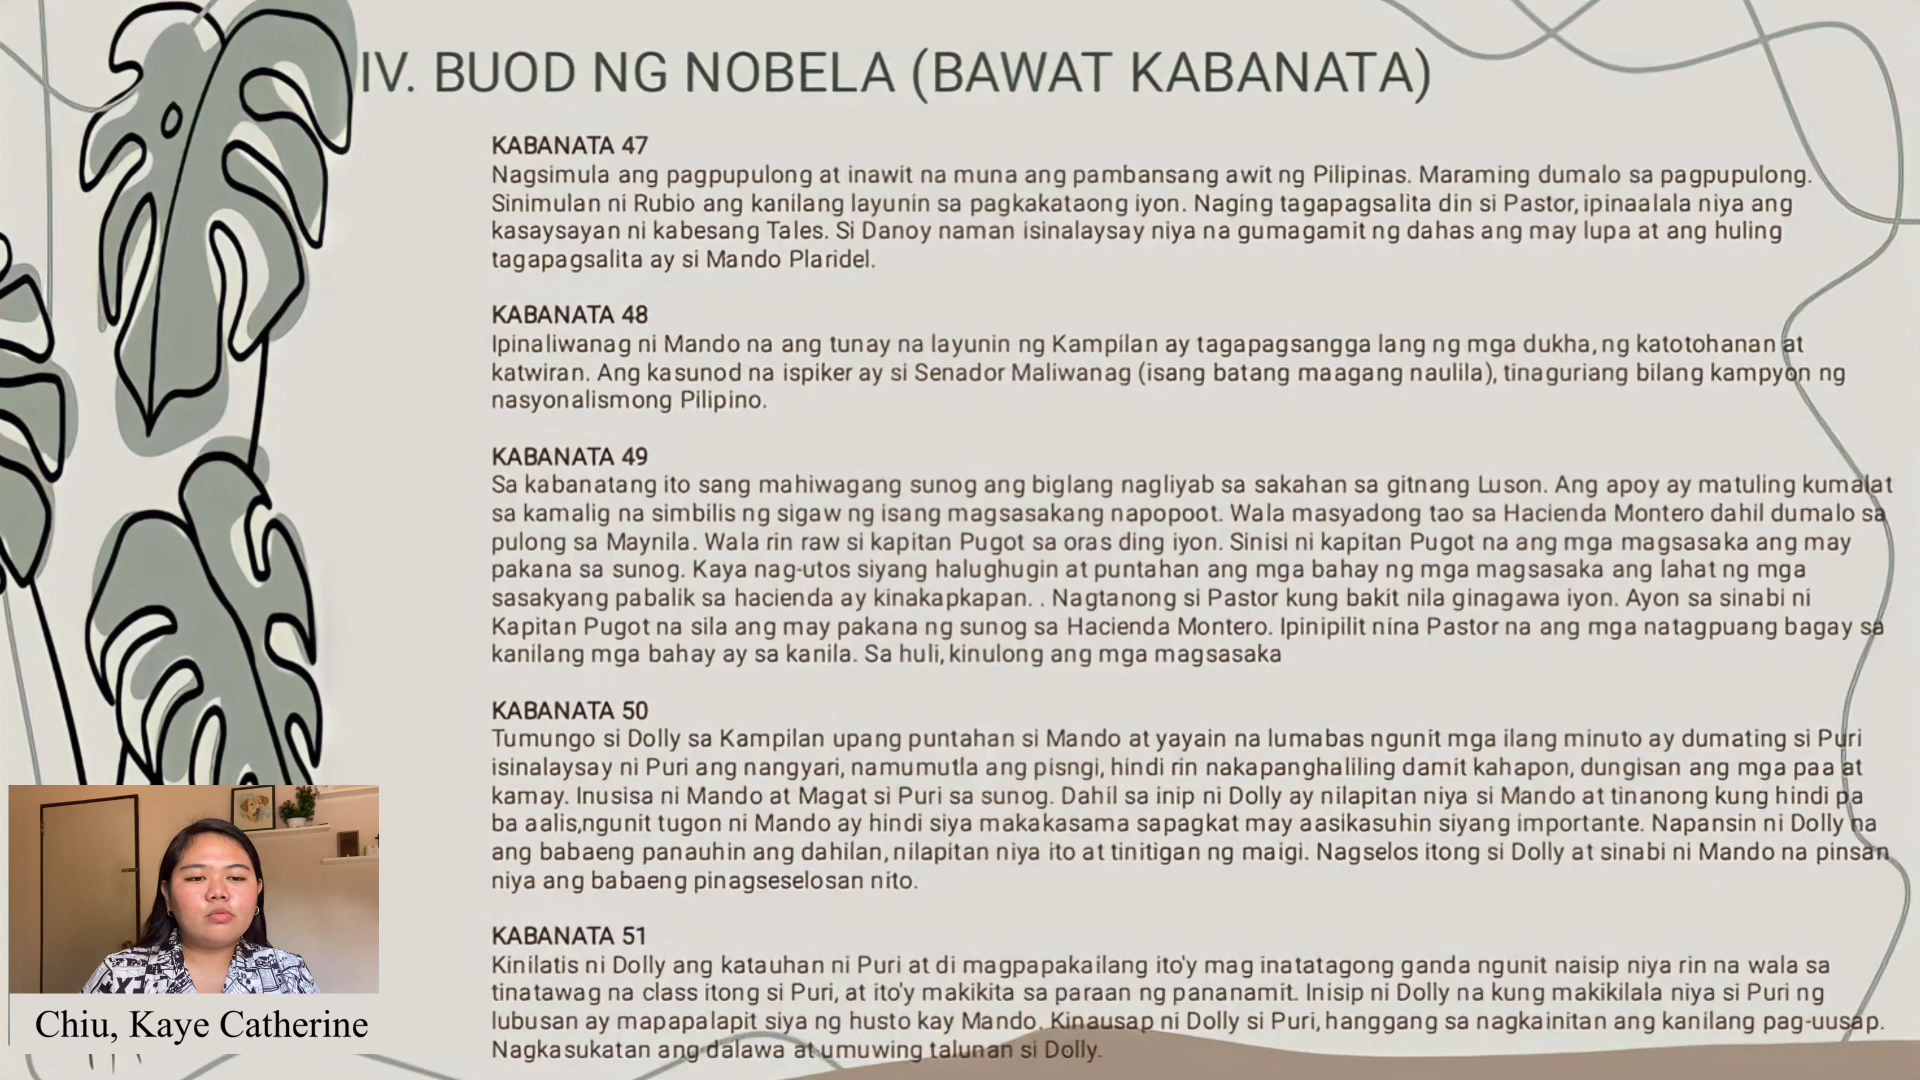 IV. BUOD NG NOBELA (BAWAT KABANATA)
KABANATA 47
Nagsimula ang pagpupulong at inawit na muna ang pambansang awit ng Pilipinas. Maraming dumalo sa pagpupulong.
Sinimulan ni Rubio ang kanilang layunin sa pagkakataong iyon. Naging tagapagsalita din si Pastor, ipinaalala niya ang
kasaysayan ni kabesang Tales. Si Danoy naman isinalaysay niya na gumagamit ng dahas ang may lupa at ang huling
tagapagsalita ay si Mando Plaridel.
KABANATA 48
Ipinaliwanag ni Mando na ang tunay na layunin ng Kampilan ay tagapagsangga lang ng mga dukha, ng katotohanan at
katwiran. Ang kasunod na ispiker ay si Senador Maliwanag (isang batang maagang naulila), tinaguriang bilang kampyon ng
nasyonalismong Pilipino.
KABANATA 49
Sa kabanatang ito sang mahiwagang sunog ang biglang nagliyab sa sakahan sa gitnang Luson. Ang apoy ay matuling kumalat
sa kamalig na simbilis ng sigaw ng isang magsasakang napopoot. Wala masyadong tao sa Hacienda Montero dahil dumalo sa
pulong sa Maynila. Wala rin raw si kapitan Pugot sa oras ding iyon. Sinisi ni kapitan Pugot na ang mga magsasaka ang may
pakana sa sunog. Kaya nag-utos siyang halughugin at puntahan ang mga bahay ng mga magsasaka ang lahat ng mga
sasakyang pabalik sa hacienda ay kinakapkapan. . Nagtanong si Pastor kung bakit nila ginagawa iyon. Ayon sa sinabi ni
Kapitan Pugot na sila ang may pakana ng sunog sa Hacienda Montero. Ipinipilit nina Pastor na ang mga natagpuang bagay sa
kanilang mga bahay ay sa kanila. Sa huli, kinulong ang mga magsasaka
KABANATA 50
Tumungo si Dolly sa Kampilan upang puntahan si Mando at yayain na lumabas ngunit mga ilang minuto ay dumating si Puri
isinalaysay ni Puri ang nangyari, namumutla ang pisngi, hindi rin nakapanghaliling damit kahapon, dungisan ang mga paa at
kamay. Inusisa ni Mando at Magat si Puri sa sunog. Dahil sa inip ni Dolly ay nilapitan niya si Mando at tinanong kung hindi pa
ba aalis,ngunit tugon ni Mando ay hindi siya makakasama sapagkat may aasikasuhin siyang importante. Napansin ni Dolly na
ang babaeng panauhin ang dahilan, nilapitan niya ito at tinitigan ng maigi. Nagselos itong si Dolly at sinabi ni Mando na pinsan
niya ang babaeng pinagseselosan nito.
KABANATA 51
Kinilatis ni Dolly ang katauhan ni Puri at di magpapakailang ito'y mag inatatagong ganda ngunit naisip niya rin na wala sa
tinatawag na class itong si Puri, at ito'y makikita sa paraan ng pananamit. Inisip ni Dolly na kung makikilala niya si Puri ng
lubusan ay mapapalapit siya ng husto kay Mando. Kinausap ni Dolly si Puri, hanggang sa nagkainitan ang kanilang pag-uusap.
Nagkasukatan ang dalawa at umuwing talunan si Dolly.
Chiu, Kaye Catherine